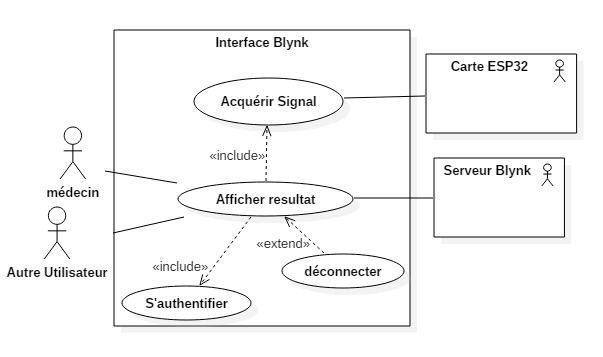 Interface Blynk
Carte ESP32
Acquérir Signal
«include»
médecin
Serveur Blynk
Afficher resultat
Autre Utilisateur
«extend»
«include»
déconnecter
S'authentifier